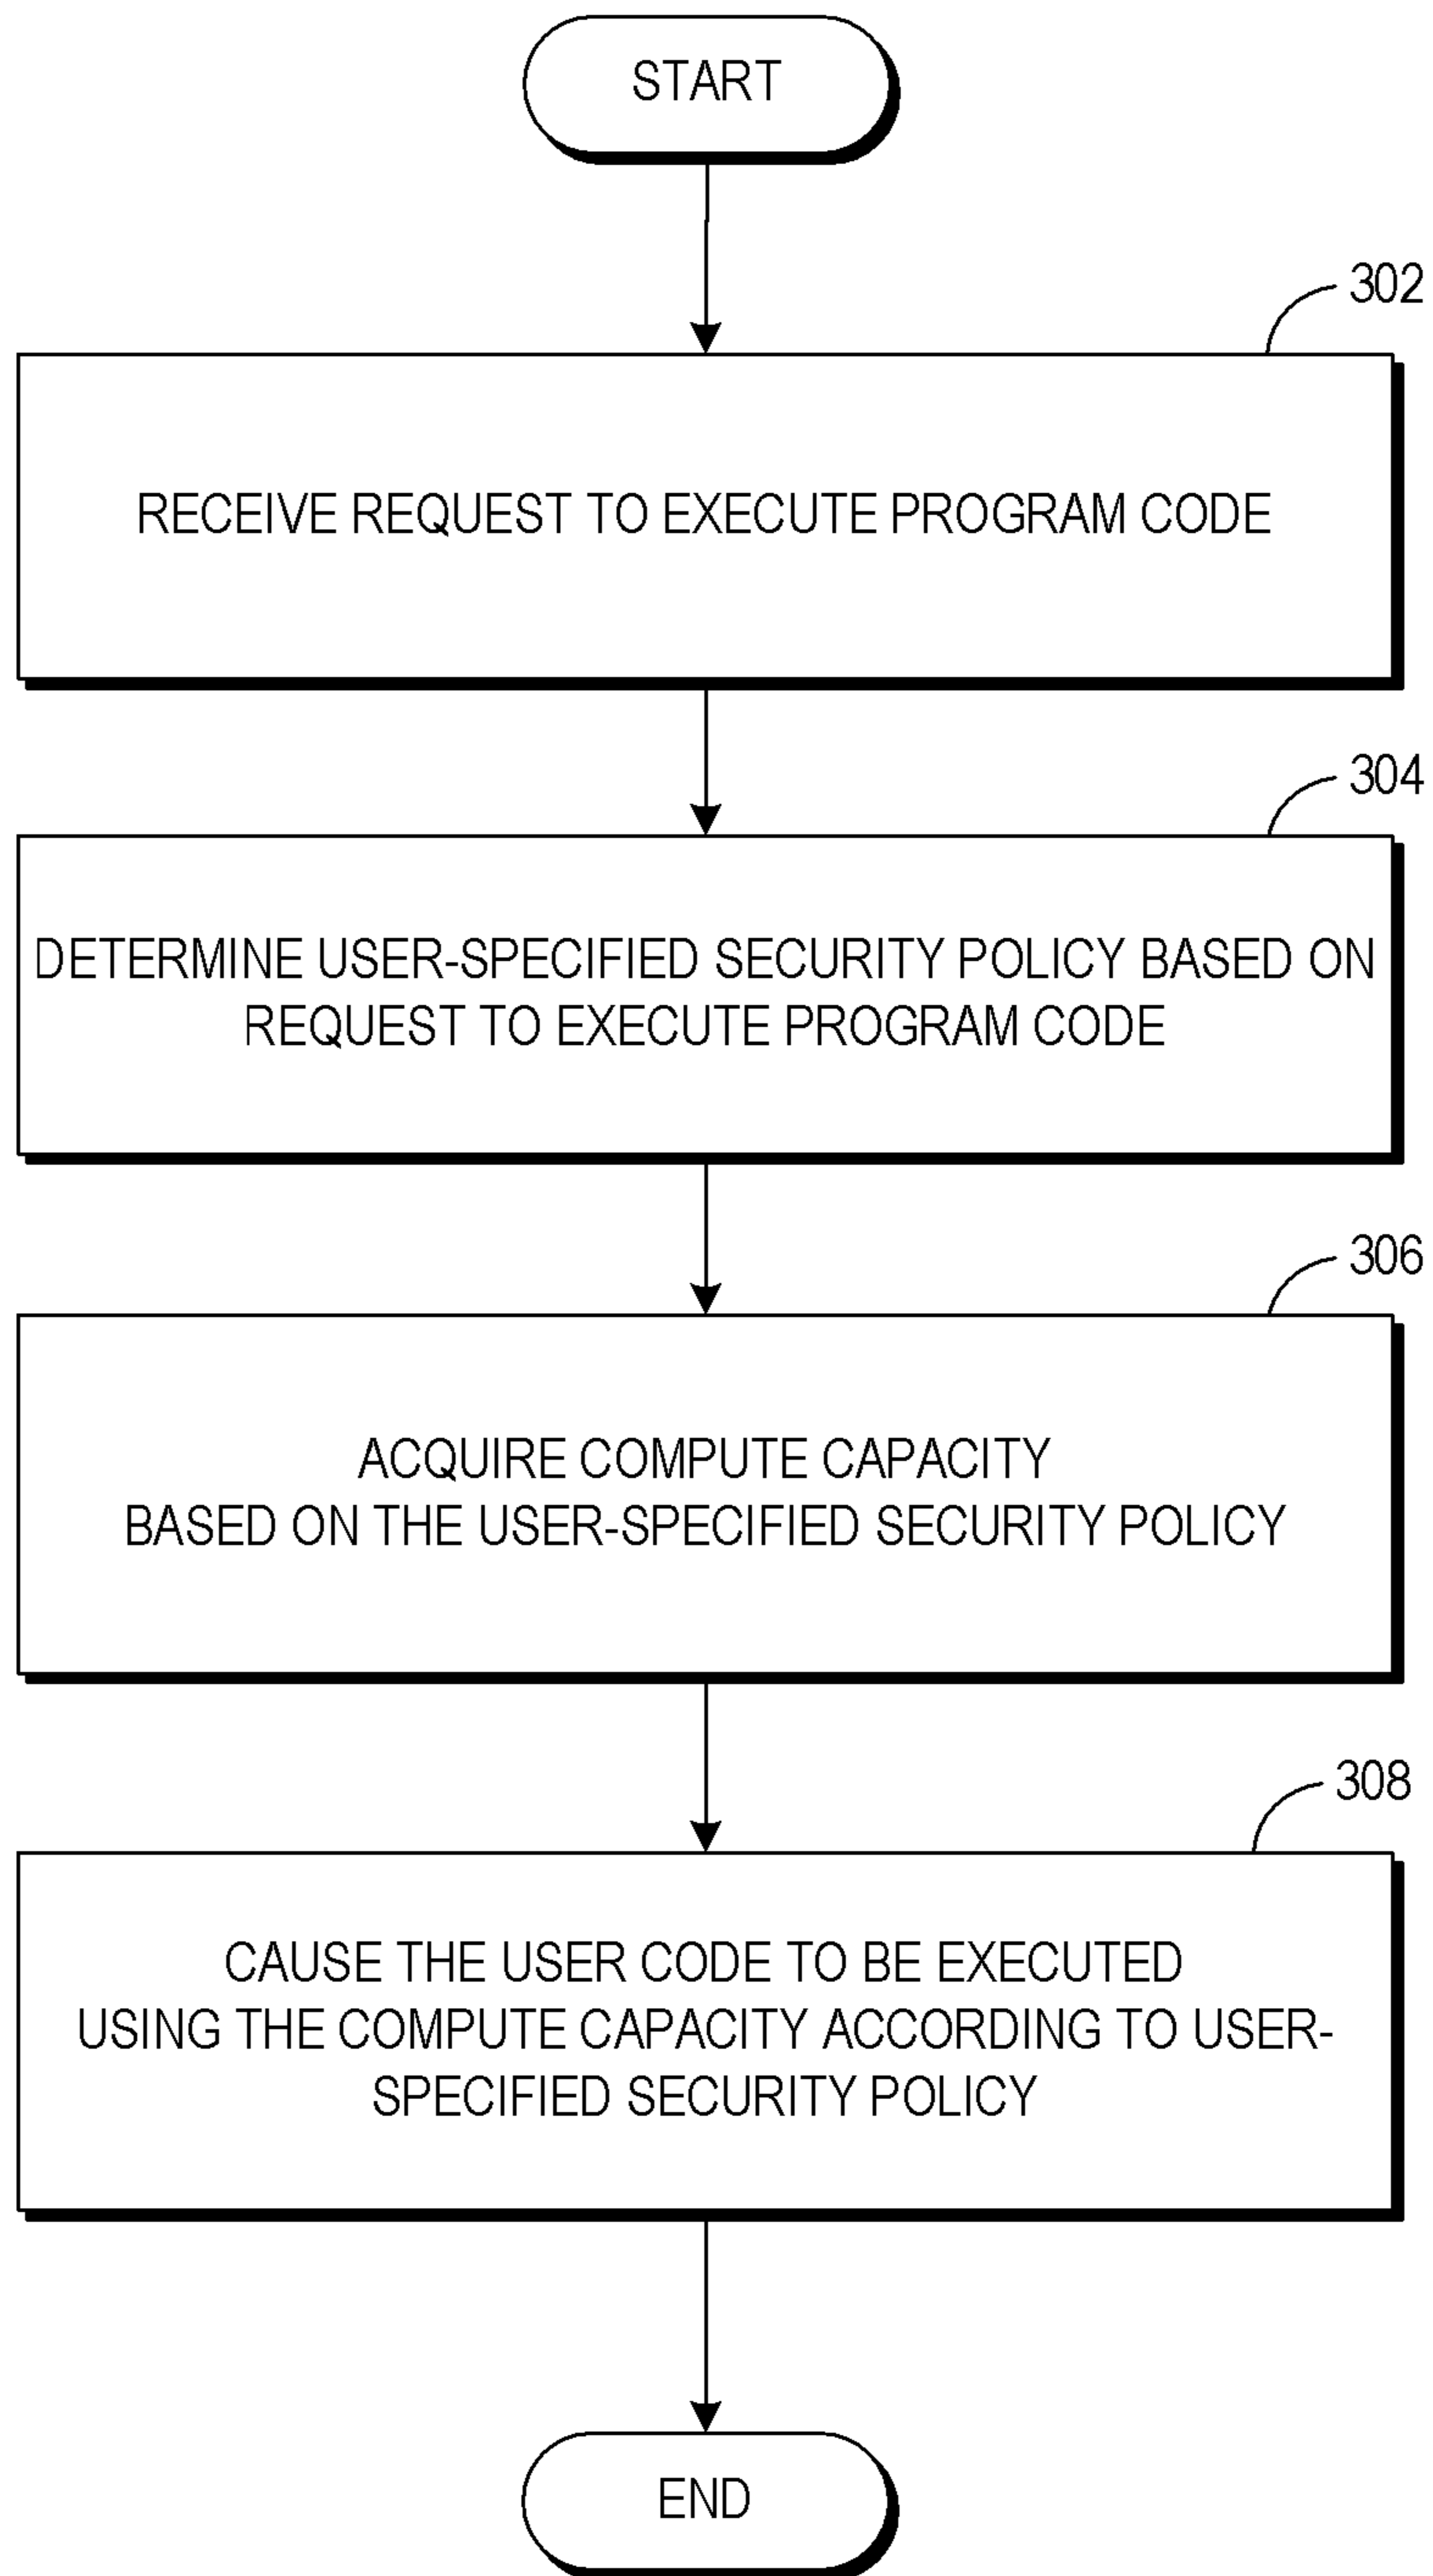 START
302
RECEIVE REQUEST TO EXECUTE PROGRAM CODE
304
DETERMINE USER-SPECIFIED SECURITY POLICY BASED ON
REQUEST TO EXECUTE PROGRAM CODE
306
ACQUIRE COMPUTE CAPACITY
BASED ON THE USER-SPECIFIED SECURITY POLICY
308
CAUSE THE USER CODE TO BE EXECUTED
USING THE COMPUTE CAPACITY ACCORDING TO USER-
SPECIFIED SECURITY POLICY
END